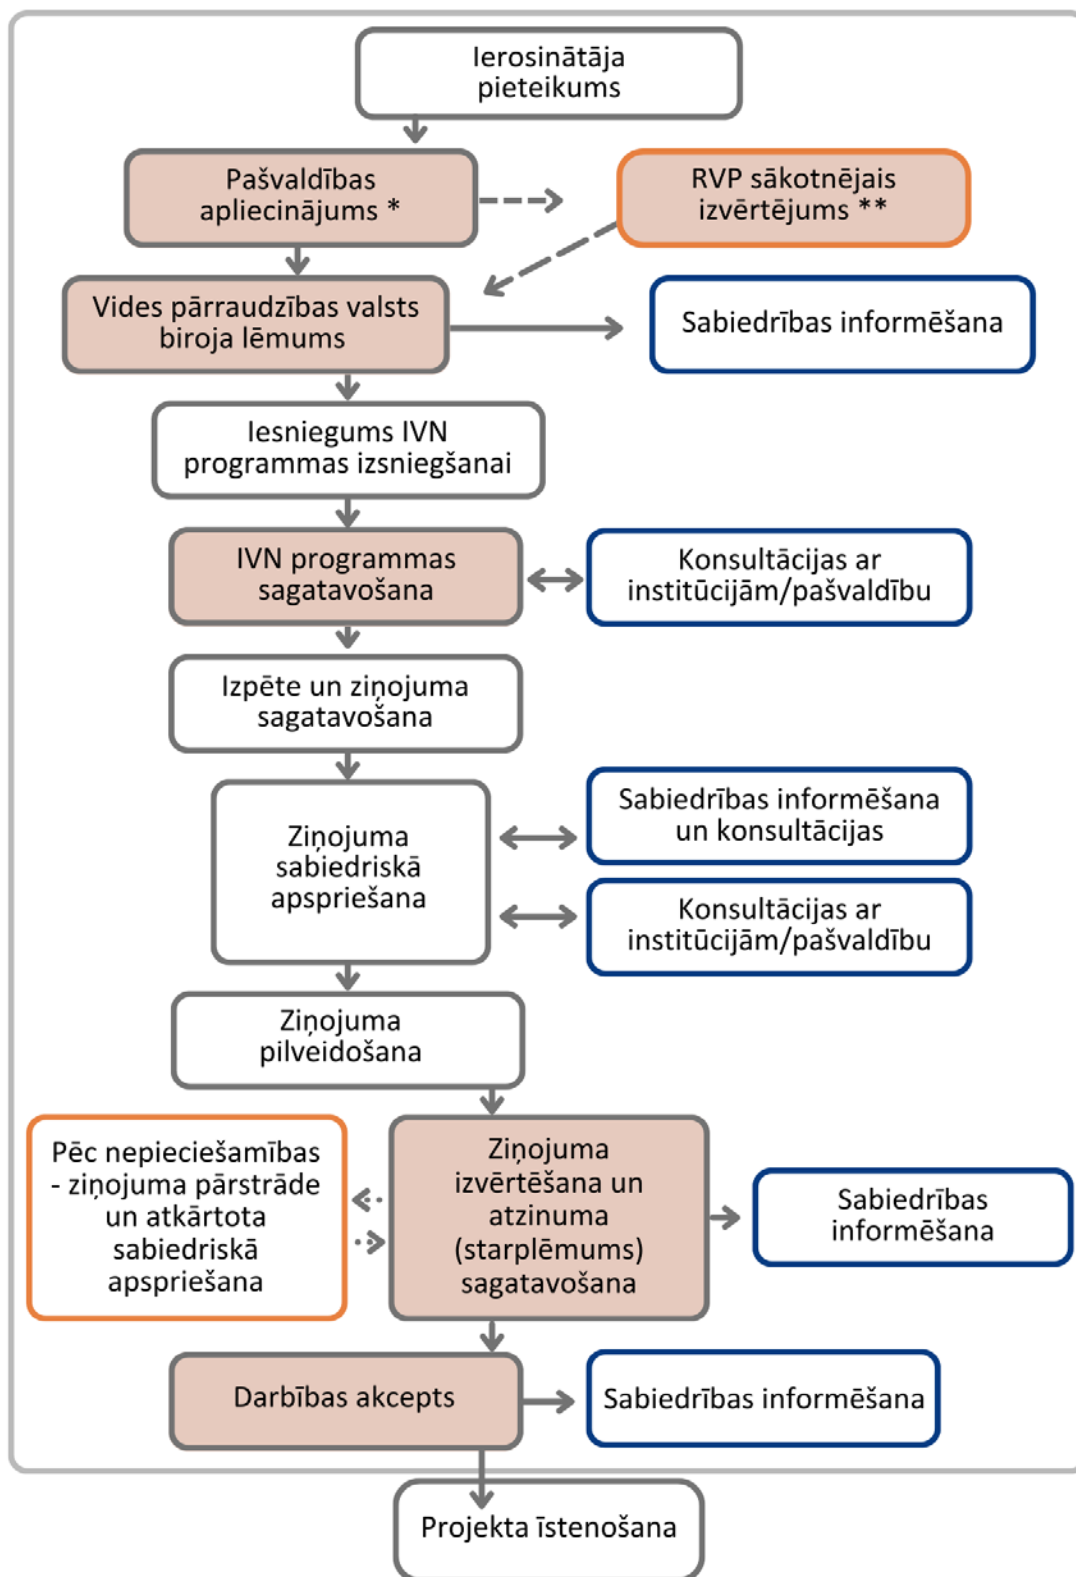 Ierosinātāja
pieteikums
Pašvaldības
apliecinājums *
RVP sākotnējais
izvērtējums **
Vides pārraudzības valsts
biroja lēmums
Sabiedrības informēšana
Iesniegums IVN
programmas izsniegšanai
IVN programmas
sagatavošana
Konsultācijas ar
institūcijām/pašvaldību
Izpēte un ziņojuma
sagatavošana
Ziņojuma
sabiedriskā
apspriešana
Sabiedrības informēšana
un konsultācijas
Konsultācijas ar
institūcijām/pašvaldību
Ziņojuma
pilveidošana
Pēc nepieciešamības
- ziņojuma pārstrāde
un atkārtota
sabiedriskā
apspriešana
Ziņojuma
izvērtēšana un
atzinuma
(starplēmums)
sagatavošana
Sabiedrības
informēšana
Darbības akcepts
Sabiedrības informēšana
Projekta īstenošana